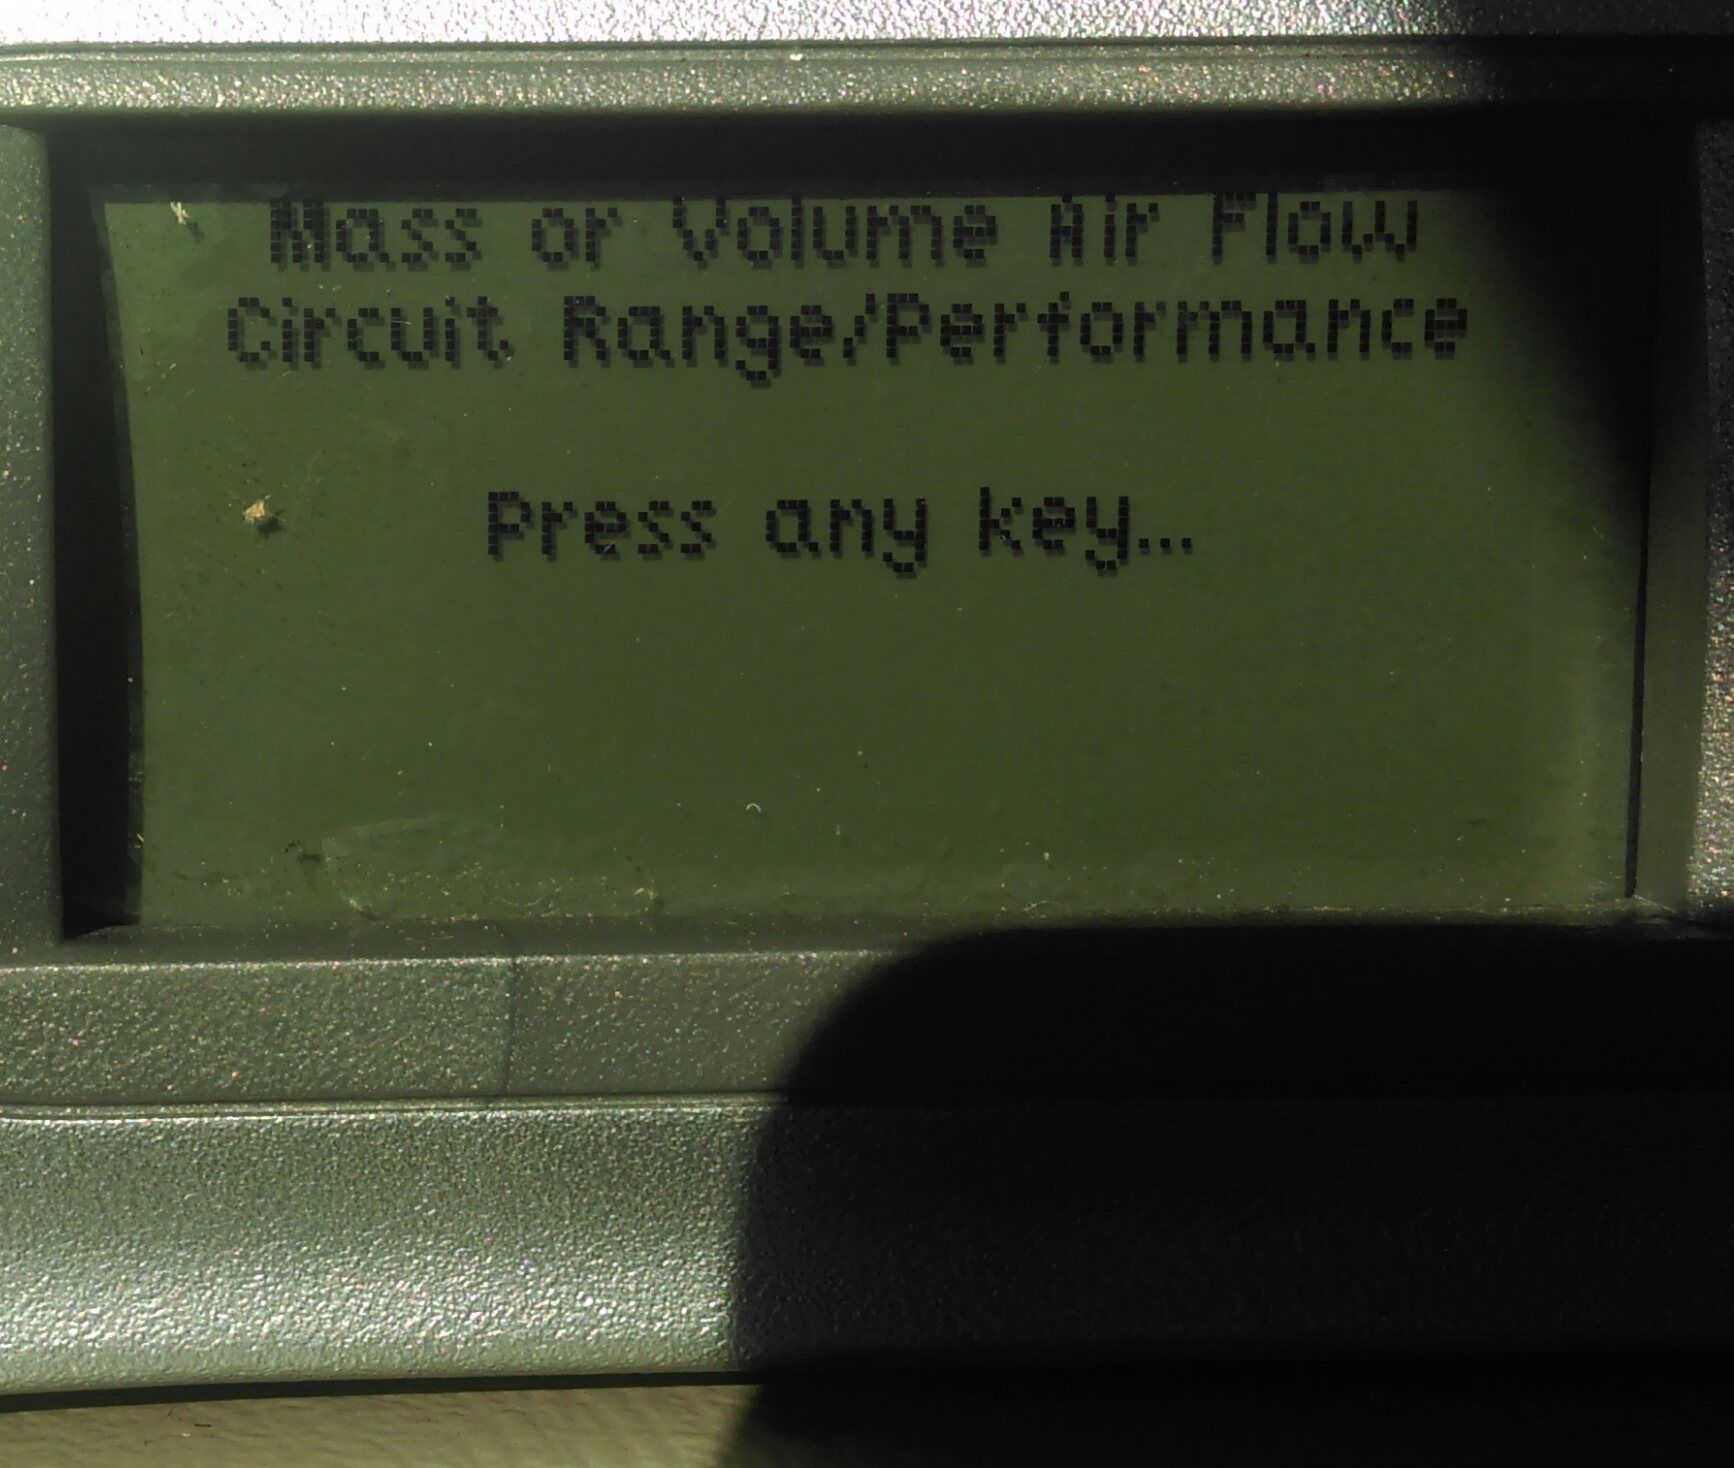 Mass or Volume Air Flow
Circuit Range/Performance
Press any key...